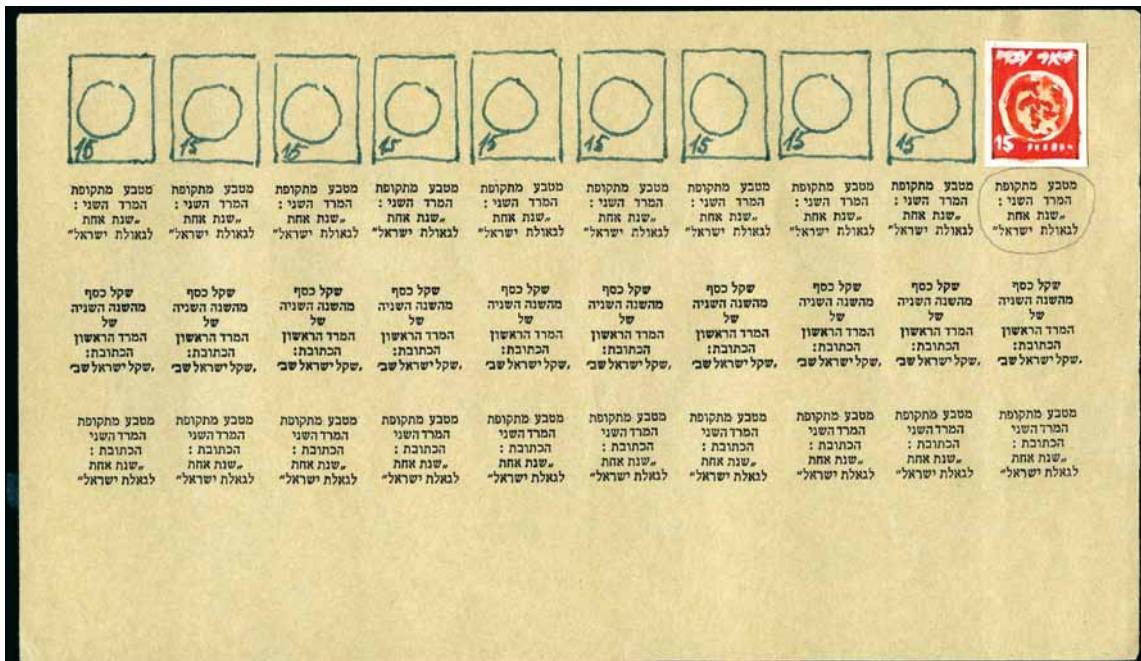 דואר עברי
15
15
15
15
15
15
15
15
15
15
מטבע מתקופת
המרד השני :
„שנת אחת
לגאולת ישראל"
מטבע מתקופת
המרד השני :
„שנת אחת
לגאולת ישראל"
מטבע מתקופת
המרד השני :
„שנת אחת
לגאולת ישראל"
מטבע מתקופת
המרד השני :
„שנת אחת
לגאולת ישראל"
מטבע מתקופת
המרד השני :
„שנת אחת
לגאולת ישראל"
מטבע מתקופת
המרד השני :
„שנת אחת
לגאולת ישראל"
מטבע מתקופת
המרד השני :
„שנת אחת
לגאולת ישראל"
מטבע מתקופת
המרד השני :
„שנת אחת
לגאולת ישראל"
מטבע מתקופת
המרד השני :
„שנת אחת
לגאולת ישראל"
מטבע מתקופת
המרד השני :
„שנת אחת
לגאולת ישראל"
שקל כסף
מהשנה השניה
של
המרד הראשון
הכתובת:
‚שקל ישראל שב׳
שקל כסף
מהשנה השניה
של
המרד הראשון
הכתובת:
‚שקל ישראל שב׳
שקל כסף
מהשנה השניה
של
המרד הראשון
הכתובת:
‚שקל ישראל שב׳
שקל כסף
מהשנה השניה
של
המרד הראשון
הכתובת:
‚שקל ישראל שב׳
שקל כסף
מהשנה השניה
של
המרד הראשון
הכתובת:
‚שקל ישראל שב׳
שקל כסף
מהשנה השניה
של
המרד הראשון
הכתובת:
‚שקל ישראל שב׳
שקל כסף
מהשנה השניה
של
המרד הראשון
הכתובת:
‚שקל ישראל שב׳
שקל כסף
מהשנה השניה
של
המרד הראשון
הכתובת:
‚שקל ישראל שב׳
שקל כסף
מהשנה השניה
של
המרד הראשון
הכתובת:
‚שקל ישראל שב׳
שקל כסף
מהשנה השניה
של
המרד הראשון
הכתובת:
‚שקל ישראל שב׳
מטבע מתקופת
המרד השני
הכתובת :
„שנת אחת
לגאלת ישראל"
מטבע מתקופת
המרד השני
הכתובת :
„שנת אחת
לגאלת ישראל"
מטבע מתקופת
המרד השני
הכתובת :
„שנת אחת
לגאלת ישראל"
מטבע מתקופת
המרד השני
הכתובת :
„שנת אחת
לגאלת ישראל"
מטבע מתקופת
המרד השני
הכתובת :
„שנת אחת
לגאלת ישראל"
מטבע מתקופת
המרד השני
הכתובת :
„שנת אחת
לגאלת ישראל"
מטבע מתקופת
המרד השני
הכתובת :
„שנת אחת
לגאלת ישראל"
מטבע מתקופת
המרד השני
הכתובת :
„שנת אחת
לגאלת ישראל"
מטבע מתקופת
המרד השני
הכתובת :
„שנת אחת
לגאלת ישראל"
מטבע מתקופת
המרד השני
הכתובת :
„שנת אחת
לגאלת ישראל"